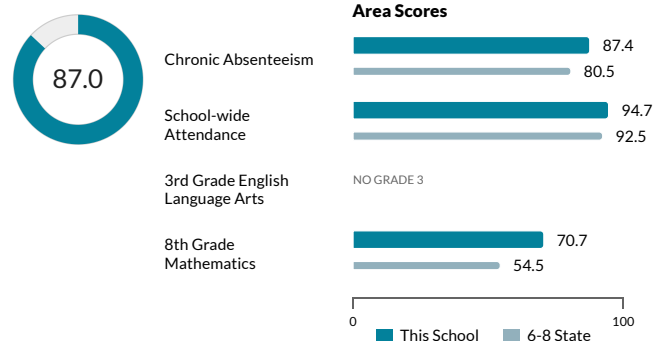 Area Scores
87.0
Chronic Absenteeism
87.4
80.5
School-wide
Attendance
94.7
92.5
3rd Grade English
Language Arts
NO GRADE 3
8th Grade
Mathematics
70.7
54.5
0
100
This School
6-8 State